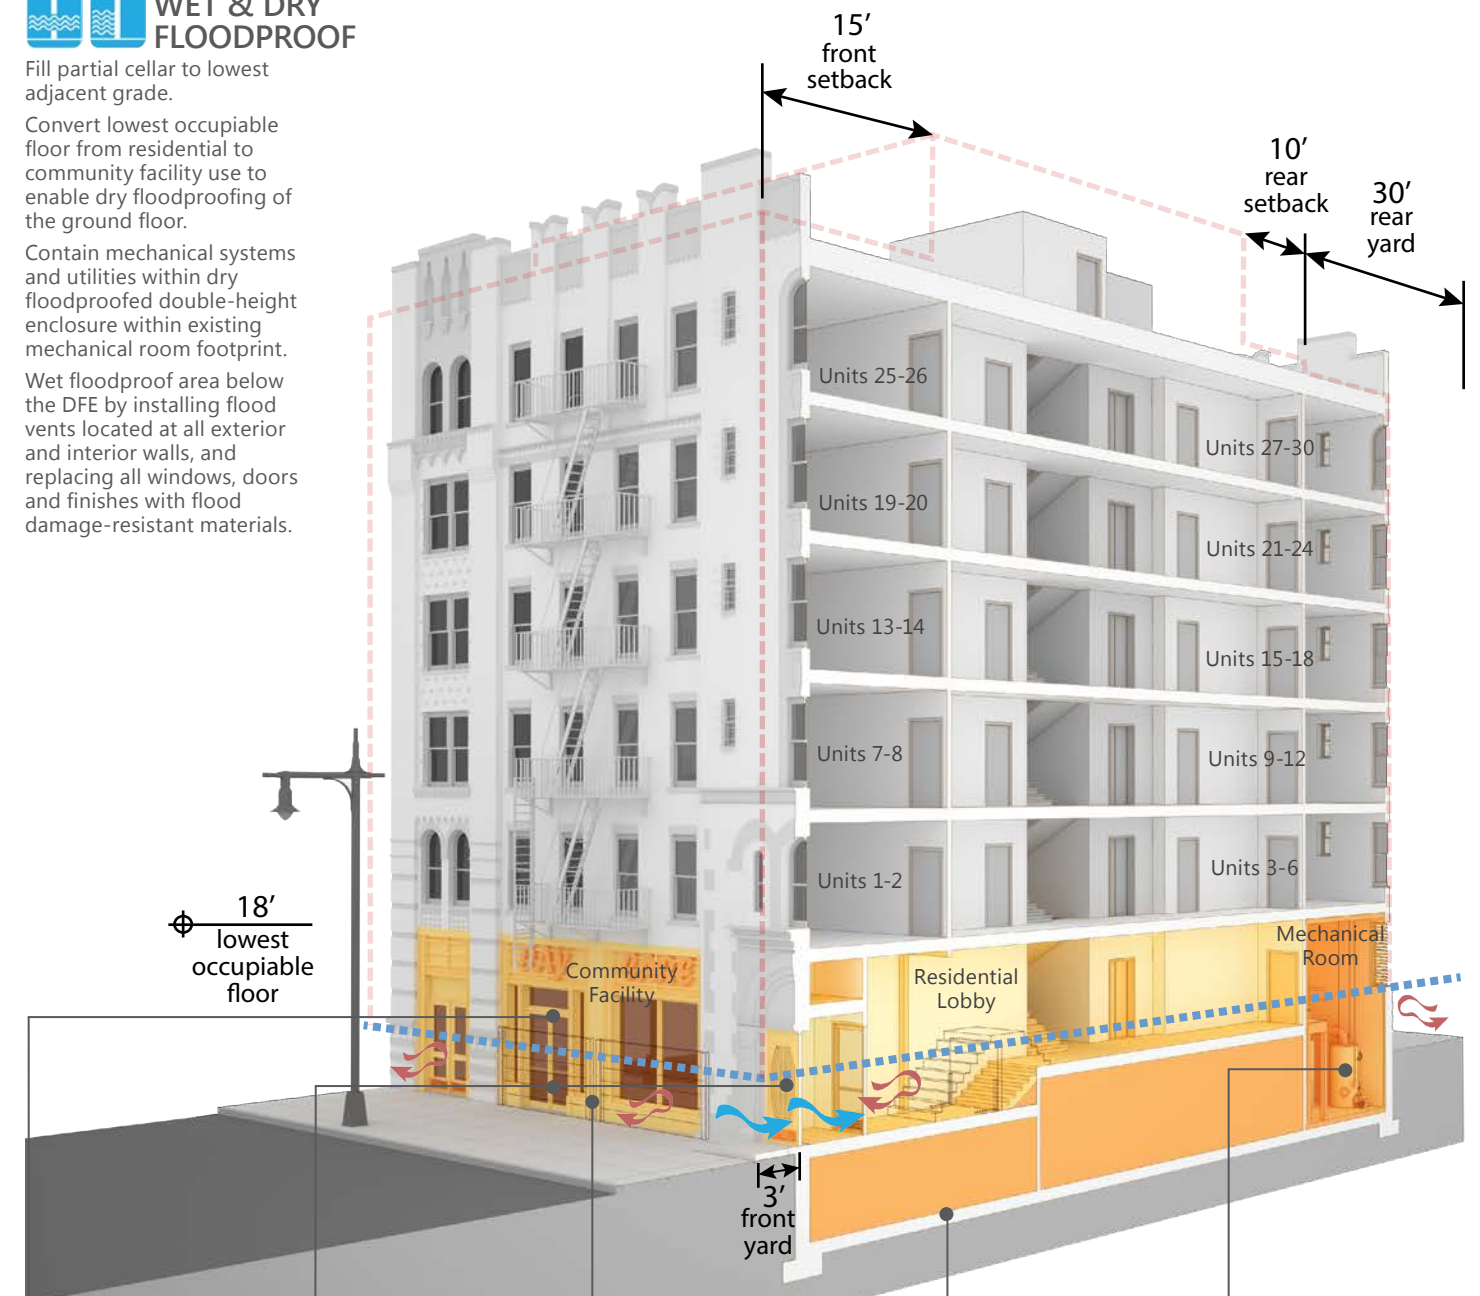 WET & DRY
FLOODPROOF
Fill partial cellar to lowest
adjacent grade.
Convert lowest occupiable
floor from residential to
community facility use to
enable dry floodproofing of
the ground floor.
Contain mechanical systems
and utilities within dry
floodproofed double-height
enclosure within existing
mechanical room footprint.
Wet floodproof area below
the DFE by installing flood
vents located at all exterior
and interior walls, and
replacing all windows, doors
and finishes with flood
damage-resistant materials.
15’
front
setback
10’
rear
setback
30’
rear
yard
Units 25-26
Units 27-30
Units 19-20
Units 21-24
Units 13-14
Units 15-18
Units 7-8
Units 9-12
Units 1-2
Units 3-6
18’
lowest
occupiable
floor
Community
Facility
Residential
Lobby
Mechanical
Room
3’
front
yard